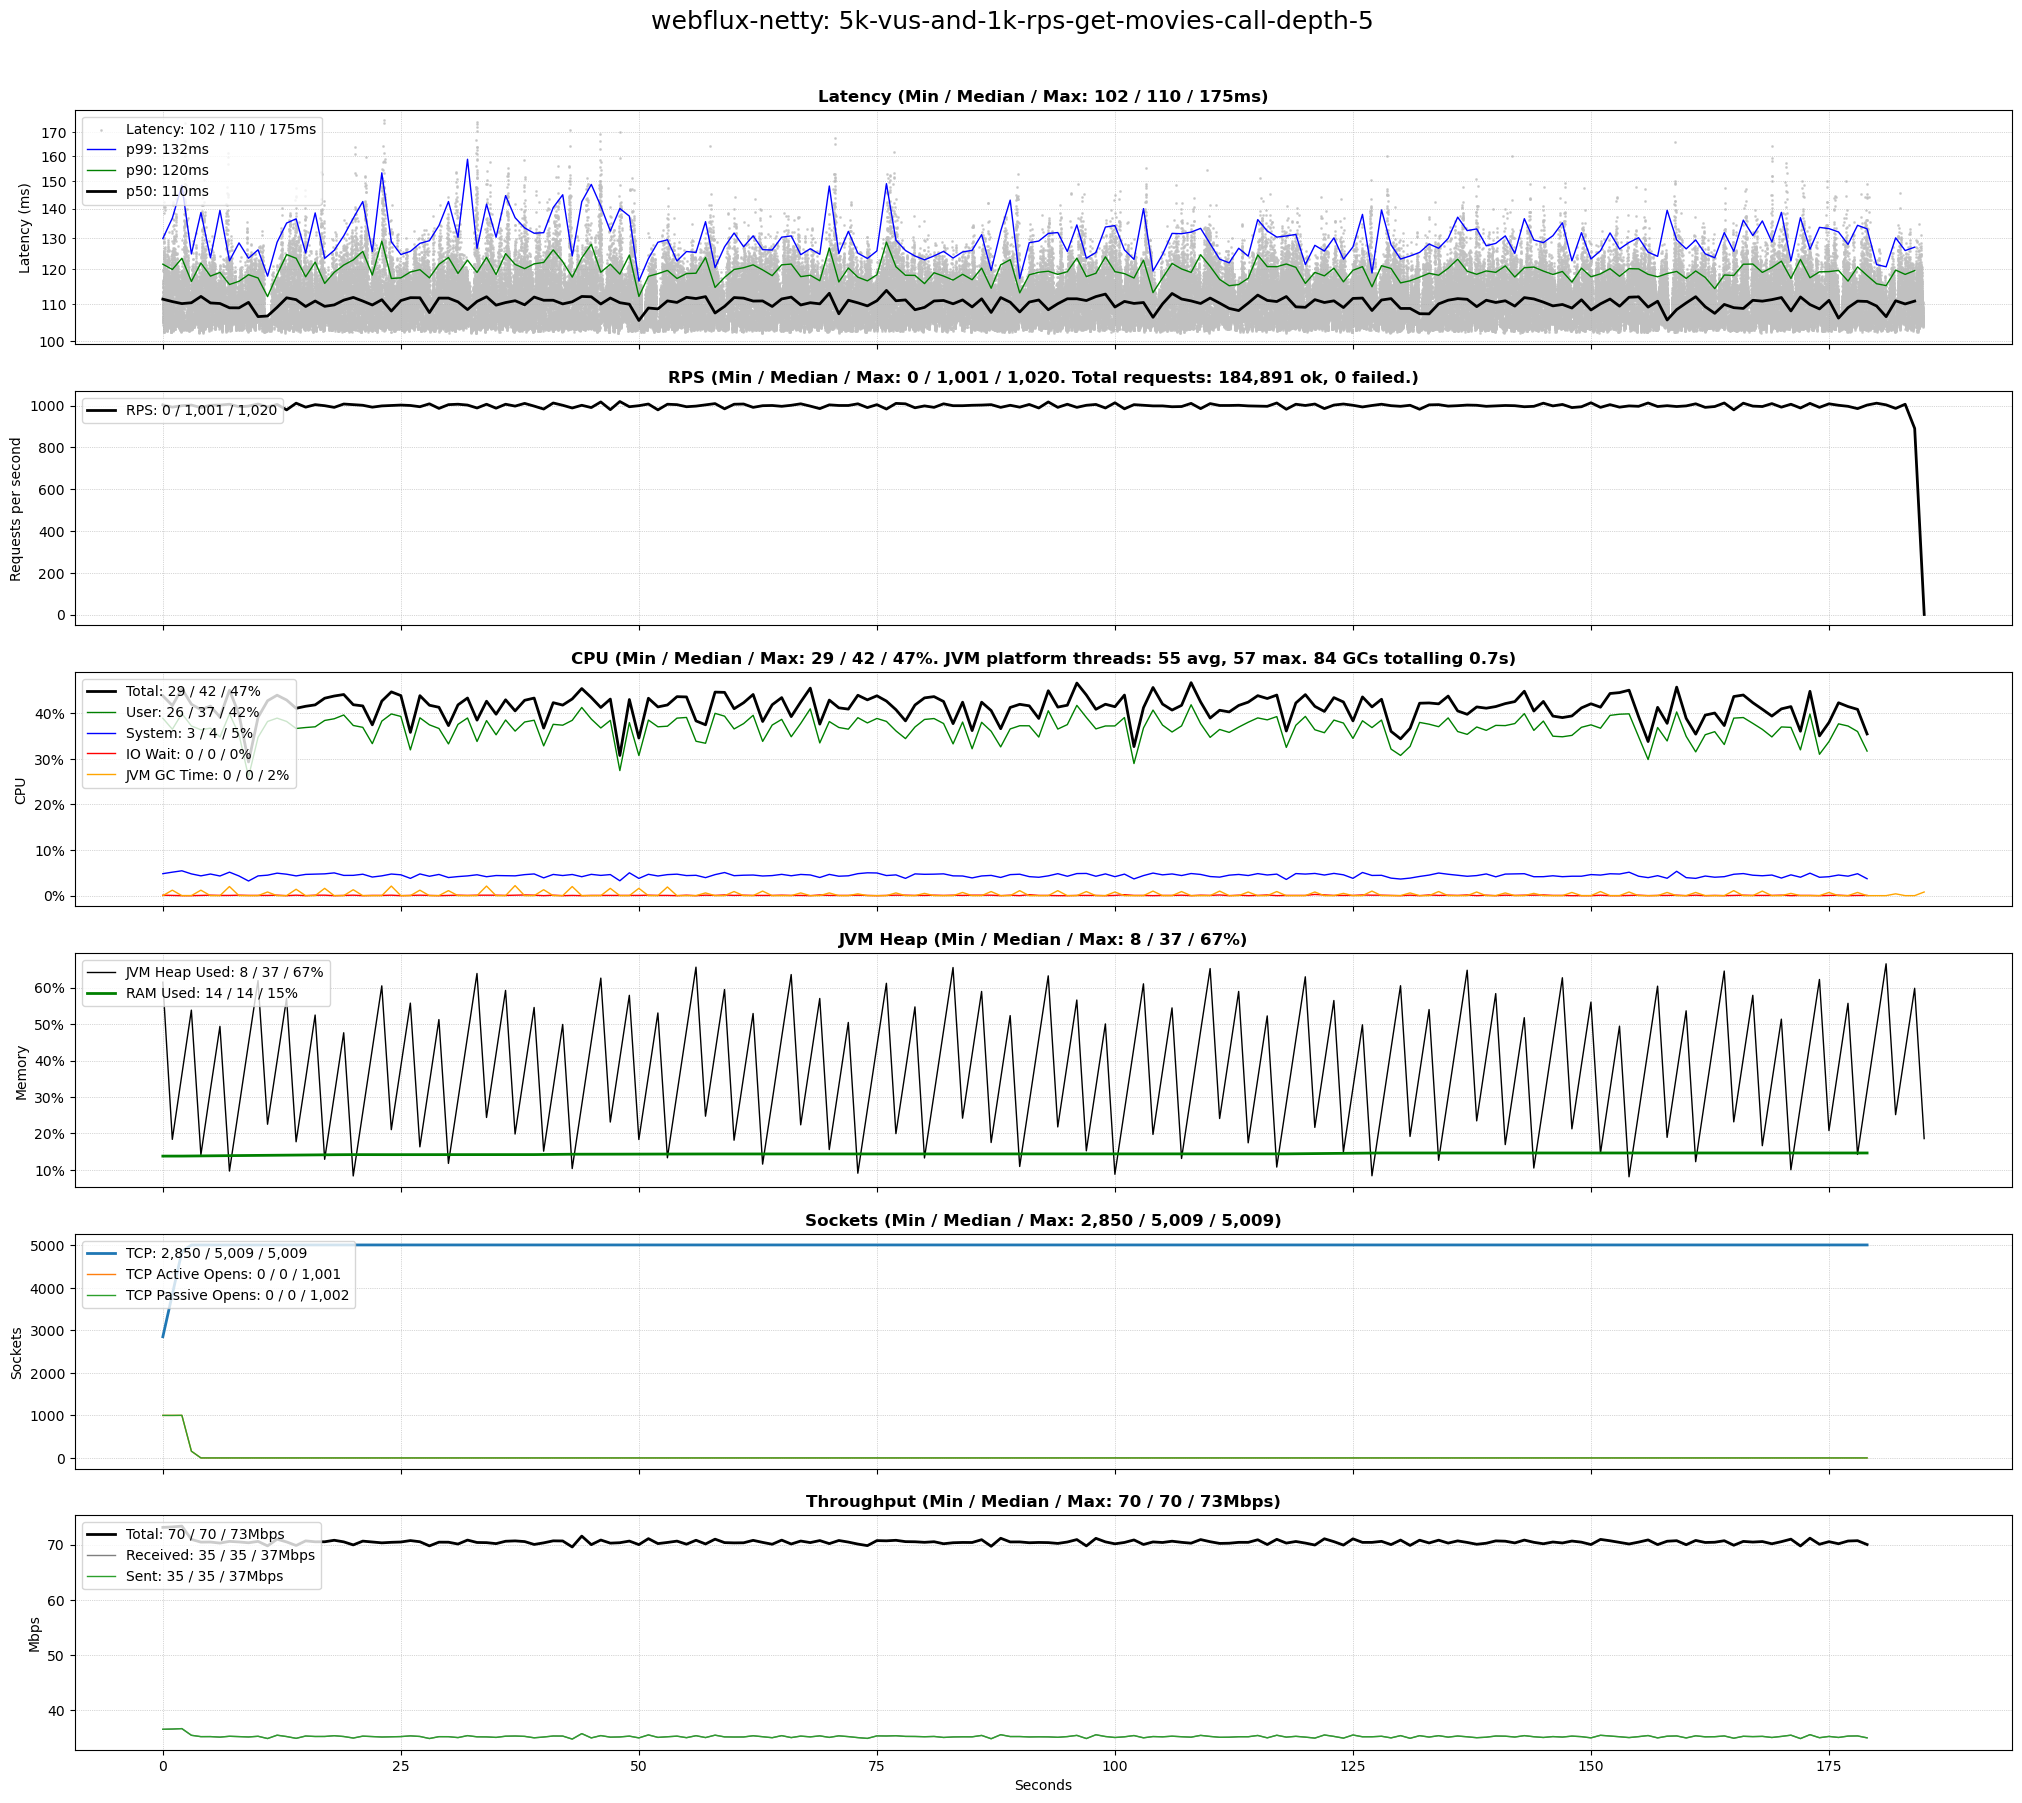 webflux-netty: 5k-vus-and-1k-rps-get-movies-call-depth-5
Latency (Min / Median / Max: 102 / 110 / 175ms)
Latency: 102 / 110 / 175ms
p99: 132ms
p90: 120ms
p50: 110ms
170
160
150
140
130
120
110
100
Latency (ms)
RPS (Min / Median / Max: 0 / 1,001 / 1,020. Total requests: 184,891 ok, 0 failed.)
RPS: 0 / 1,001 / 1,020
1000
800
600
400
200
0
Requests per second
CPU (Min / Median / Max: 29 / 42 / 47%. JVM platform threads: 55 avg, 57 max. 84 GCs totalling 0.7s)
Total: 29 / 42 / 47%
User: 26 / 37 / 42%
System: 3 / 4 / 5%
IO Wait: 0 / 0 / 0%
JVM GC Time: 0 / 0 / 2%
40%
30%
20%
10%
0%
CPU
JVM Heap (Min / Median / Max: 8 / 37 / 67%)
JVM Heap Used: 8 / 37 / 67%
RAM Used: 14 / 14 / 15%
60%
50%
40%
30%
20%
10%
Memory
Sockets (Min / Median / Max: 2,850 / 5,009 / 5,009)
TCP: 2,850 / 5,009 / 5,009
TCP Active Opens: 0 / 0 / 1,001
TCP Passive Opens: 0 / 0 / 1,002
5000
4000
3000
2000
1000
0
Sockets
Throughput (Min / Median / Max: 70 / 70 / 73Mbps)
Total: 70 / 70 / 73Mbps
Received: 35 / 35 / 37Mbps
Sent: 35 / 35 / 37Mbps
70
60
50
40
Mbps
0 25 50 75 100 125 150 175
Seconds